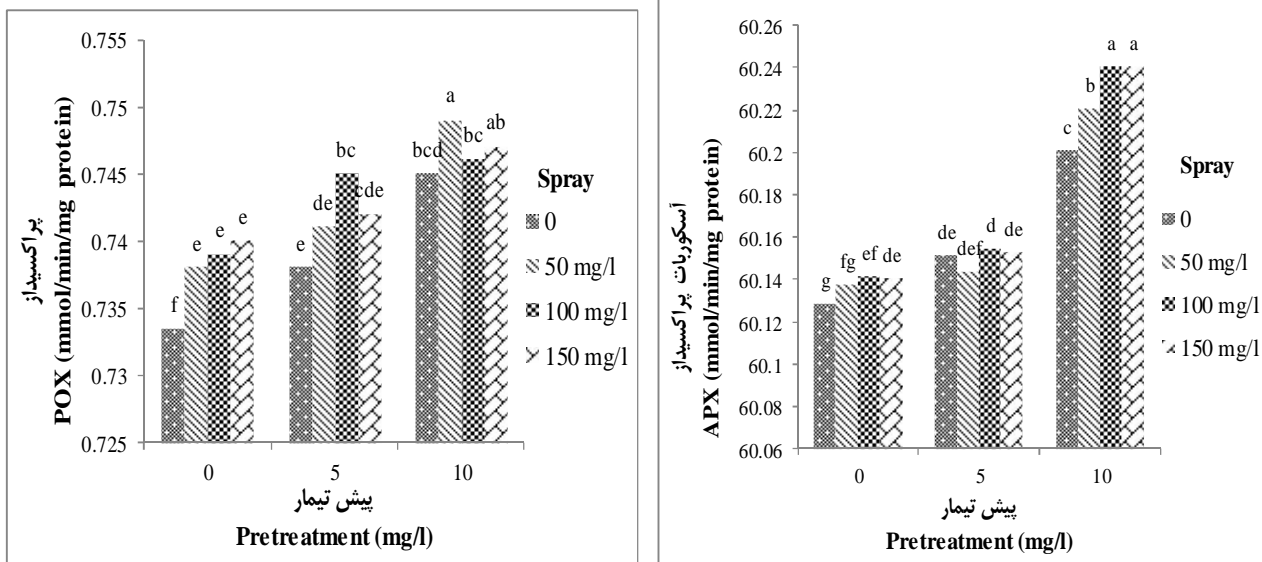 0.755
0.75
0.745
0.74
0.735
0.73
0.725
پراکسیداز
POX (mmol/min/mg protein)
f
e
e
e
e
de
bc
cde
bcd
a
bc
ab
0
5
10
پیش تیمار
Pretreatment (mg/l)
Spray
0
50 mg/l
100 mg/l
150 mg/l
60.26
60.24
60.22
60.2
60.18
60.16
60.14
60.12
60.1
60.08
60.06
آسکوربات پراکسیداز
APX (mmol/min/mg protein)
g
fg
ef
de
de
def
d
de
c
b
a
a
0
5
10
پیش تیمار
Pretreatment (mg/l)
Spray
0
50 mg/l
100 mg/l
150 mg/l